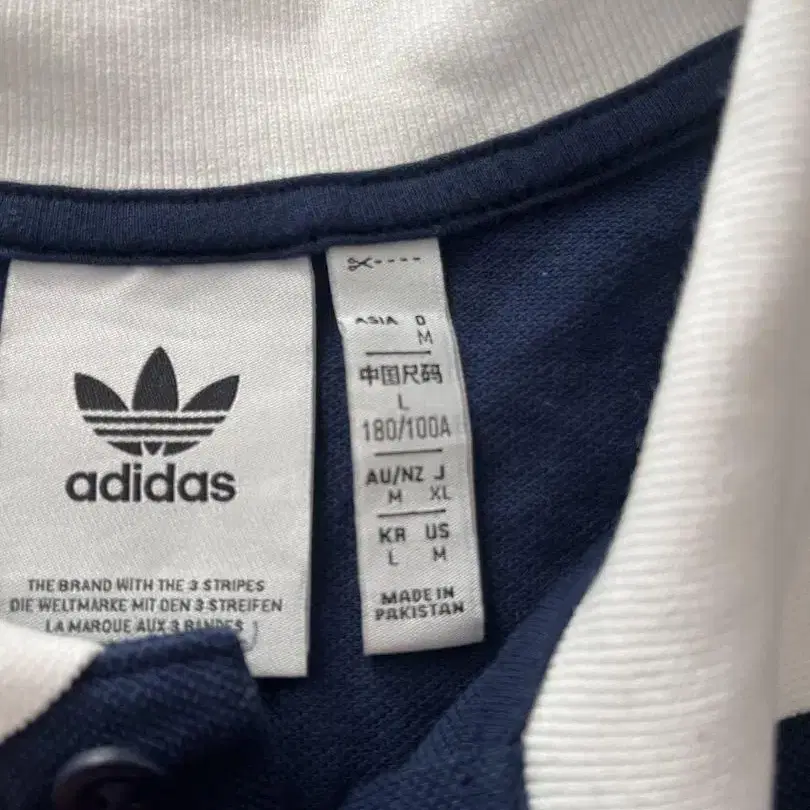 adidas
THE BRAND WITH THE 3 STRIPES
DIE WELTMARKE MIT DEN 3 STREIFEN
LA MARQUE AUX 3 BANDES
ASIA D
M
中国尺码
L
180/100A
AU/NZ J
M XL
KR US
L M
MADE IN
PAKISTAN